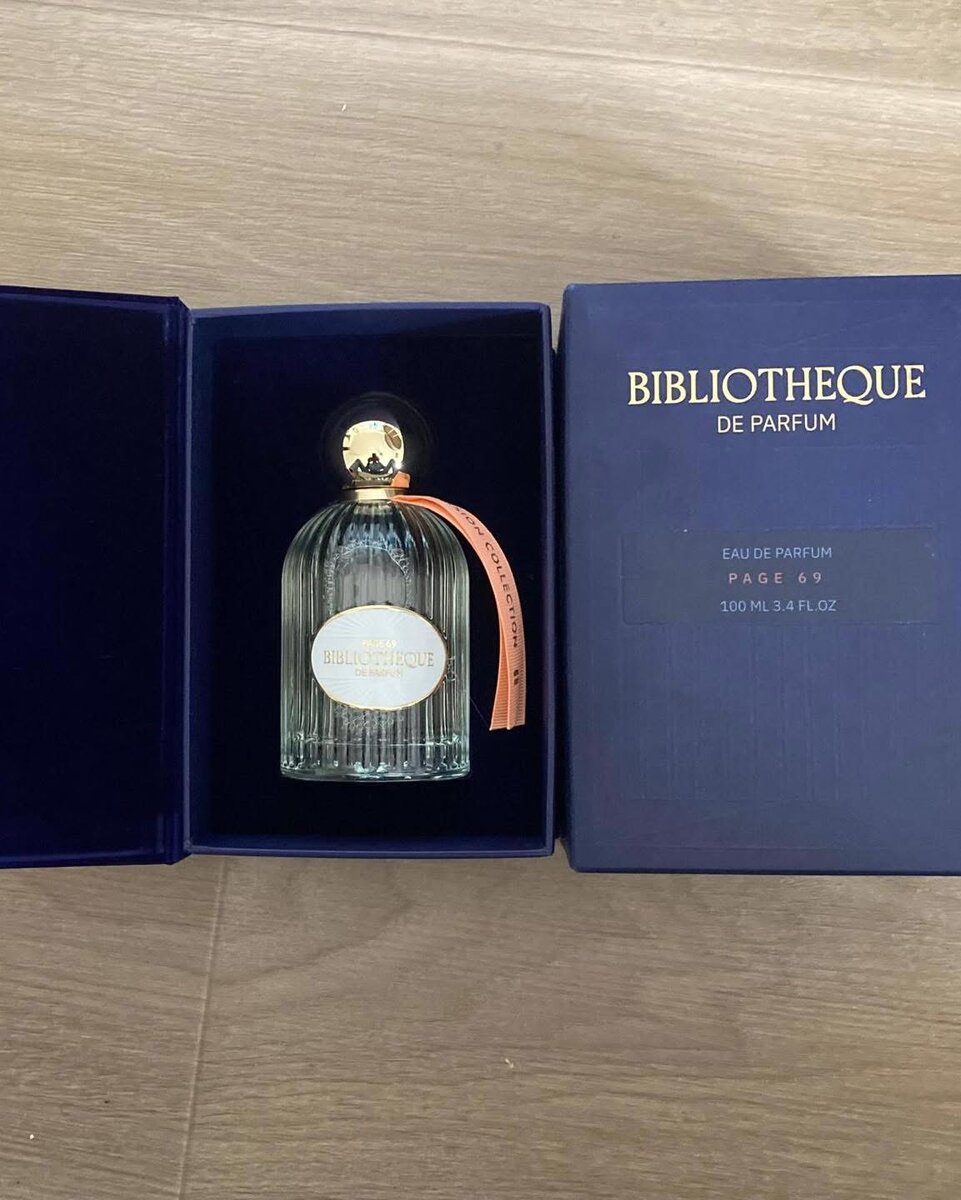 PAGE 69
BIBLIOTHEQUE
DE PARFUM
COLLECTION
BIBLIOTHEQUE
DE PARFUM
EAU DE PARFUM
PAGE 69
100 ML 3.4 FL.OZ